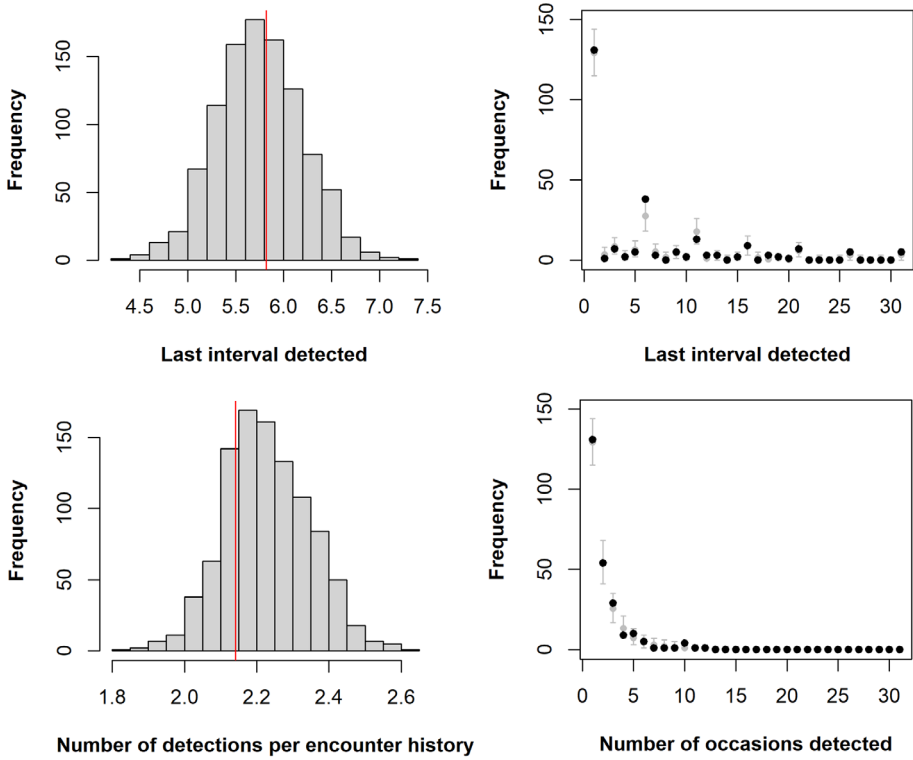 Frequency
0 50 100 150
4.5 5.0 5.5 6.0 6.5 7.0 7.5
Last interval detected
Frequency
0 50 100 150
0 5 10 15 20 25 30
Last interval detected
Frequency
0 50 100 150
1.8 2.0 2.2 2.4 2.6
Number of detections per encounter history
Frequency
0 50 100 150
0 5 10 15 20 25 30
Number of occasions detected